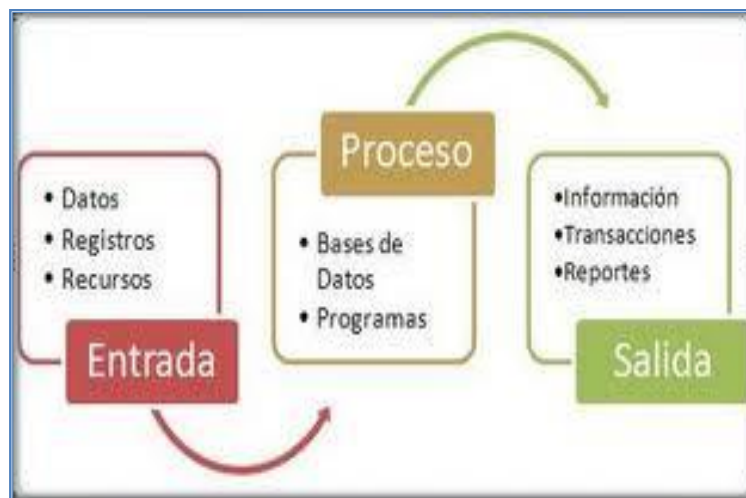 • Datos
• Registros
• Recursos
Entrada
Proceso
• Bases de
Datos
• Programas
•Información
•Transacciones
•Reportes
Salida